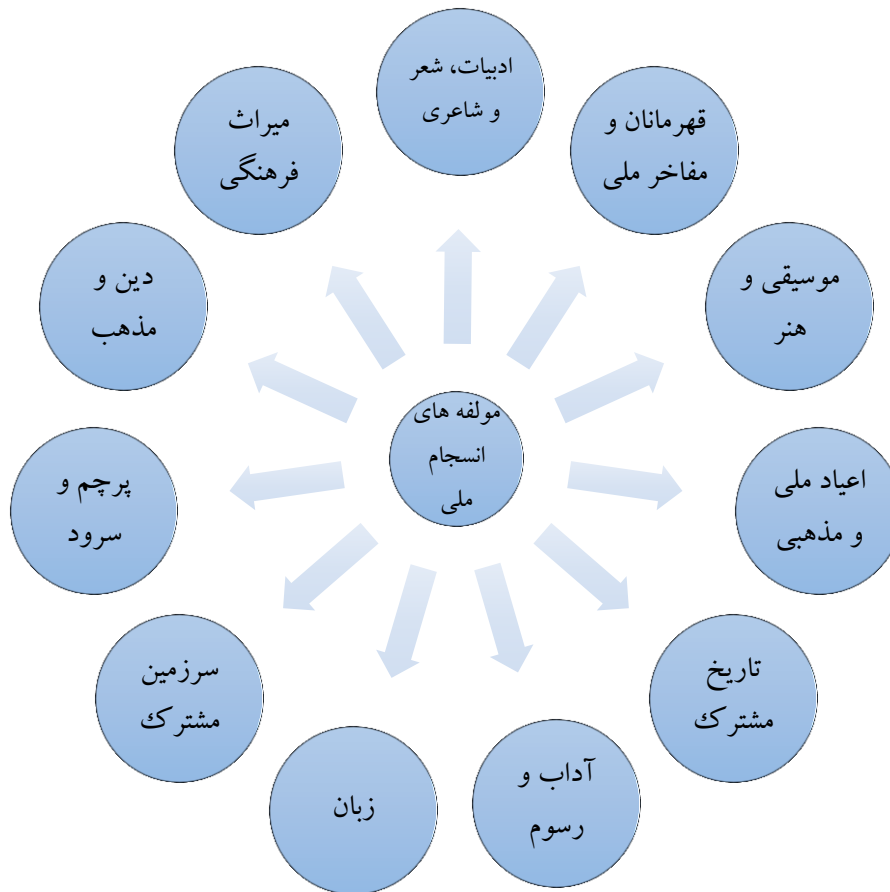 ادبیات، شعر
و شاعری
قهرمانان و
مفاخر ملی
موسیقی و
هنر
اعیاد ملی
و مذهبی
تاریخ
مشترک
آداب و
رسوم
زبان
سرزمین
مشترک
پرچم و
سرود
دین و
مذهب
میراث
فرهنگی
مولفه های
انسجام
ملی